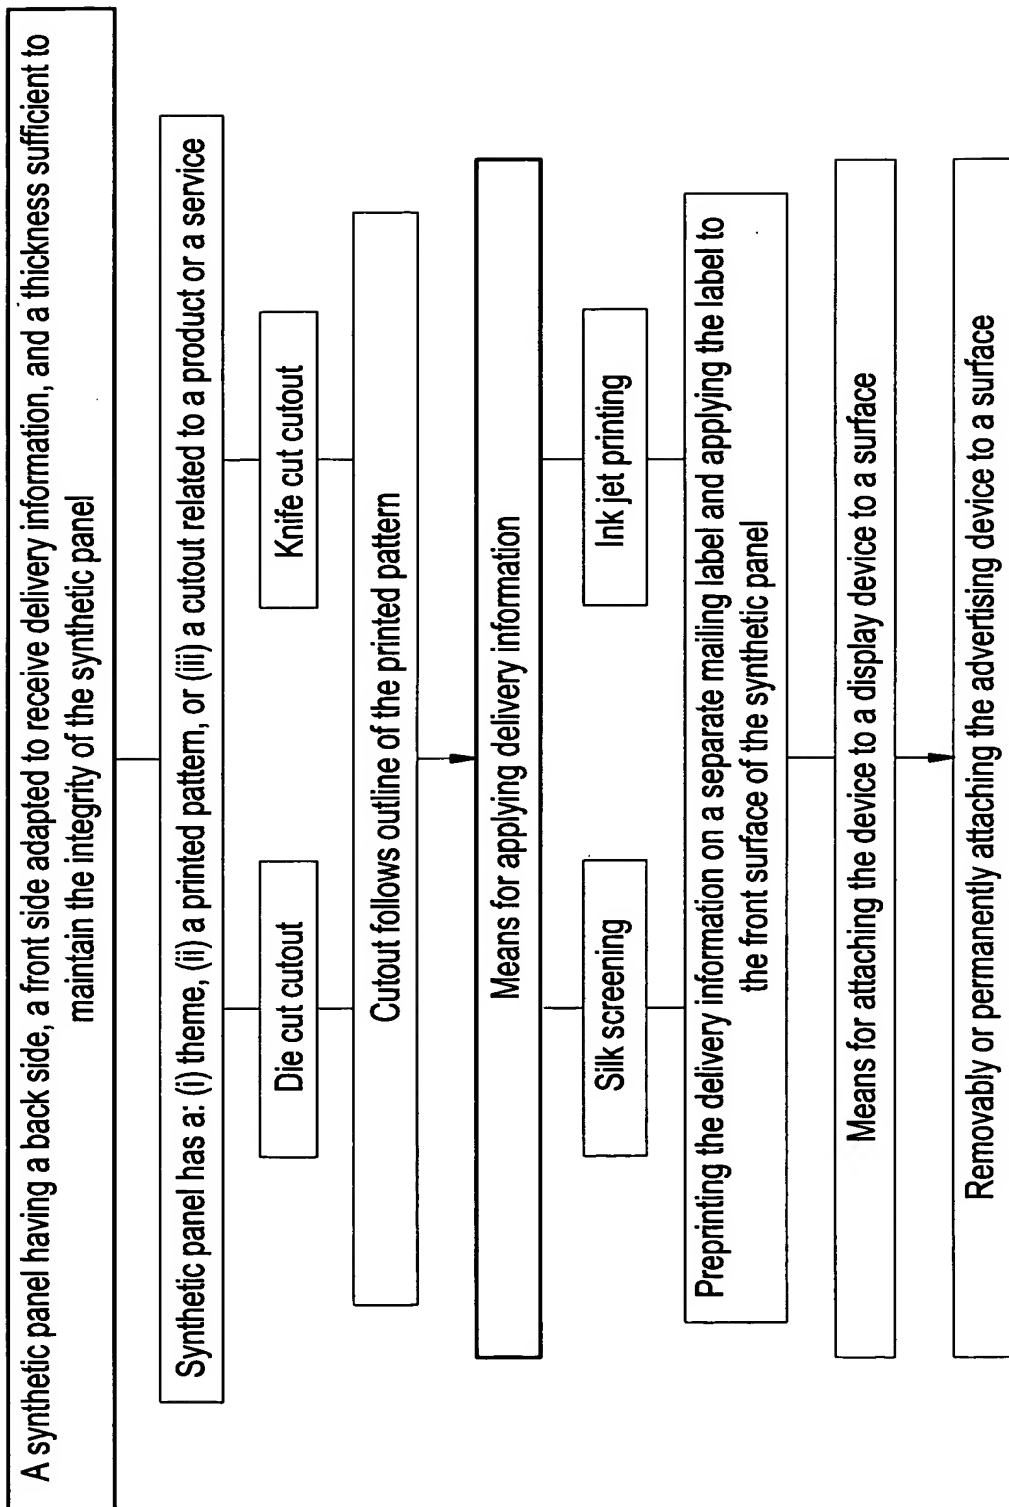 A synthetic panel having a back side, a front side adapted to receive delivery information, and a thickness sufficient to
maintain the integrity of the synthetic panel
Synthetic panel has a: (i) theme, (ii) a printed pattern, or (iii) a cutout related to a product or a service
Die cut cutout
Knife cut cutout
Cutout follows outline of the printed pattern
Means for applying delivery information
Silk screening
Ink jet printing
Preprinting the delivery information on a separate mailing label and applying the label to
the front surface of the synthetic panel
Means for attaching the device to a display device to a surface
Removably or permanently attaching the advertising device to a surface